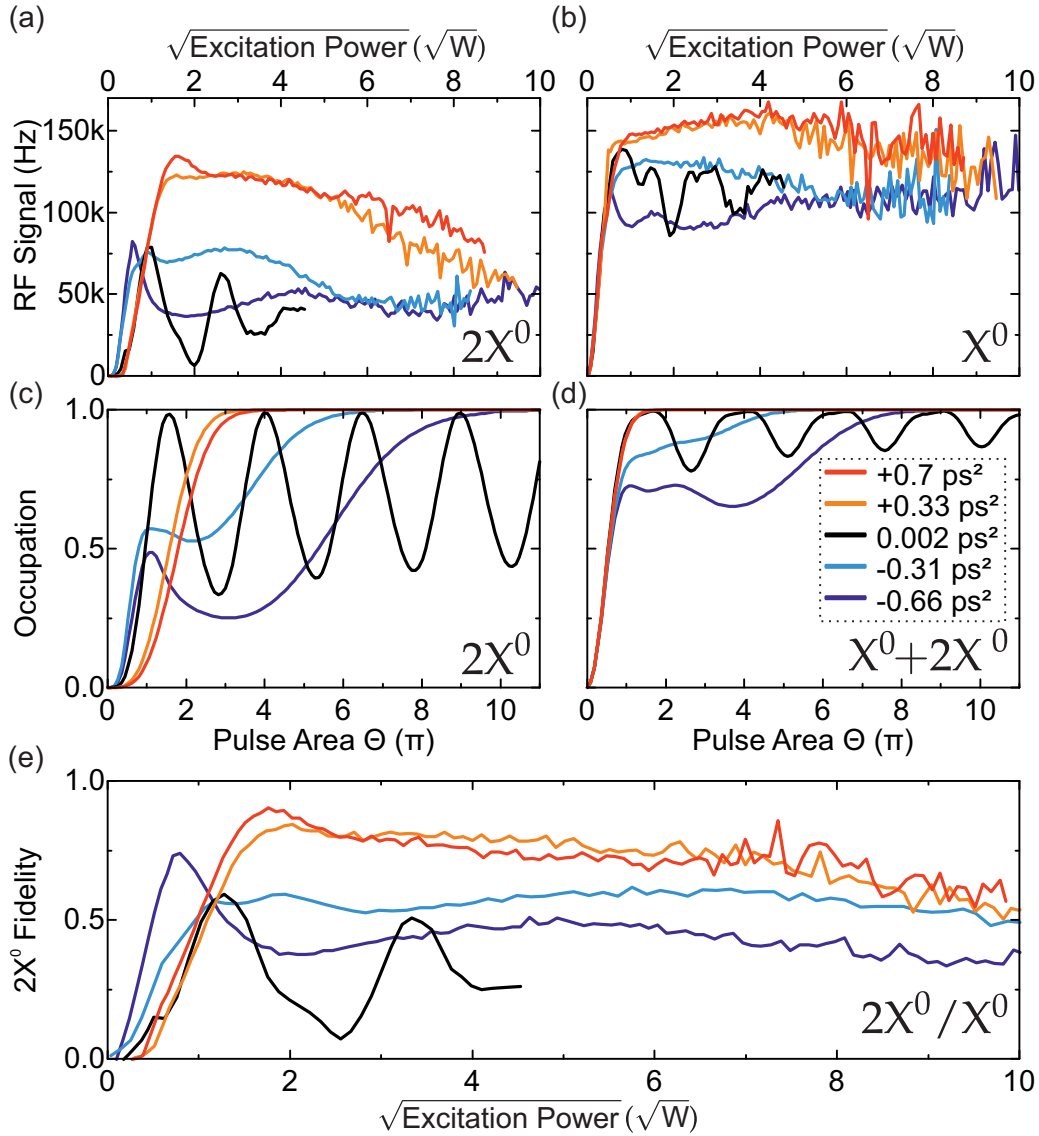 (a)
√Excitation Power (√W)
0 2 4 6 8 10
RF Signal (Hz)
150k
100k
50k
0
2X⁰
(b)
√Excitation Power (√W)
0 2 4 6 8 10
X⁰
(c)
Occupation
1.0
0.5
0.0
2X⁰
0 2 4 6 8 10
Pulse Area Θ (π)
(d)
+0.7 ps²
+0.33 ps²
0.002 ps²
-0.31 ps²
-0.66 ps²
X⁰+2X⁰
0 2 4 6 8 10
Pulse Area Θ (π)
(e)
2X⁰ Fidelity
1.0
0.5
0.0
2X⁰/X⁰
0 2 4 6 8 10
√Excitation Power (√W)